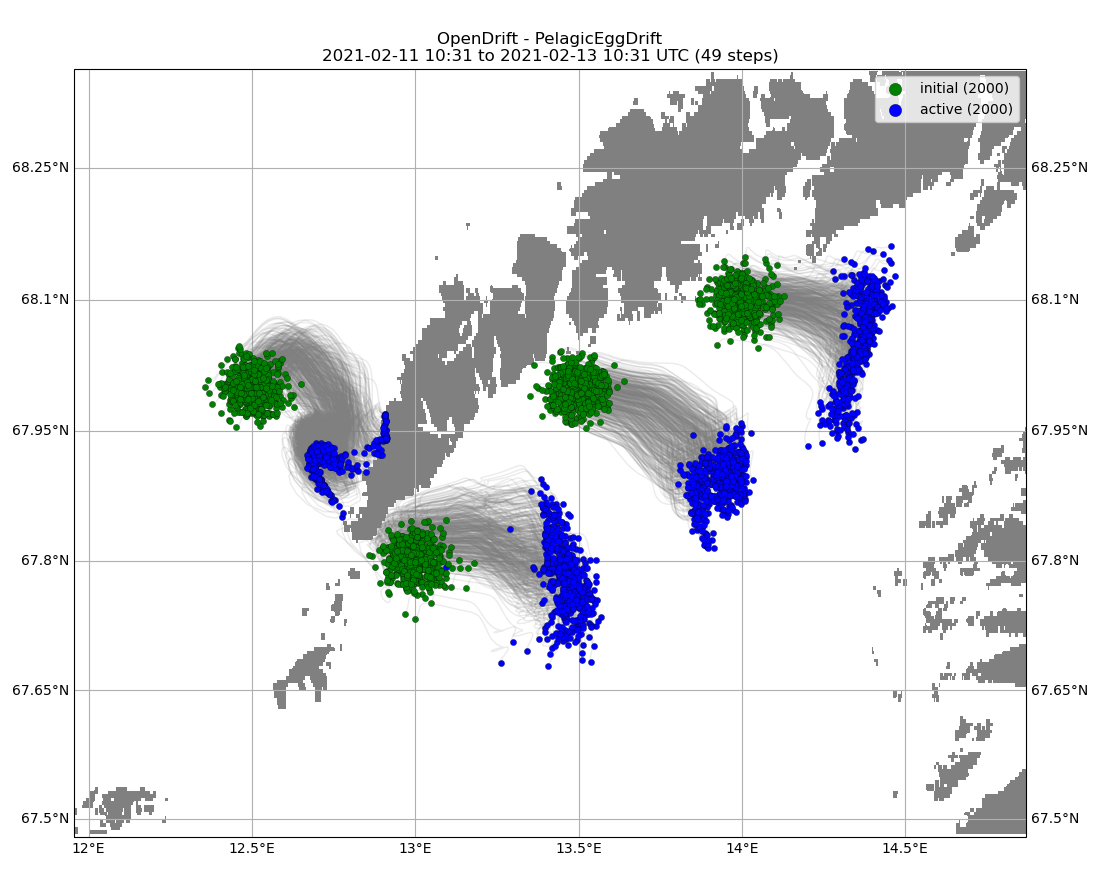 OpenDrift - PelagicEggDrift
2021-02-11 10:31 to 2021-02-13 10:31 UTC (49 steps)
initial (2000)
active (2000)
68.25°N
68.25°N
68.1°N
68.1°N
67.95°N
67.95°N
67.8°N
67.8°N
67.65°N
67.65°N
67.5°N
67.5°N
12°E
12.5°E
13°E
13.5°E
14°E
14.5°E